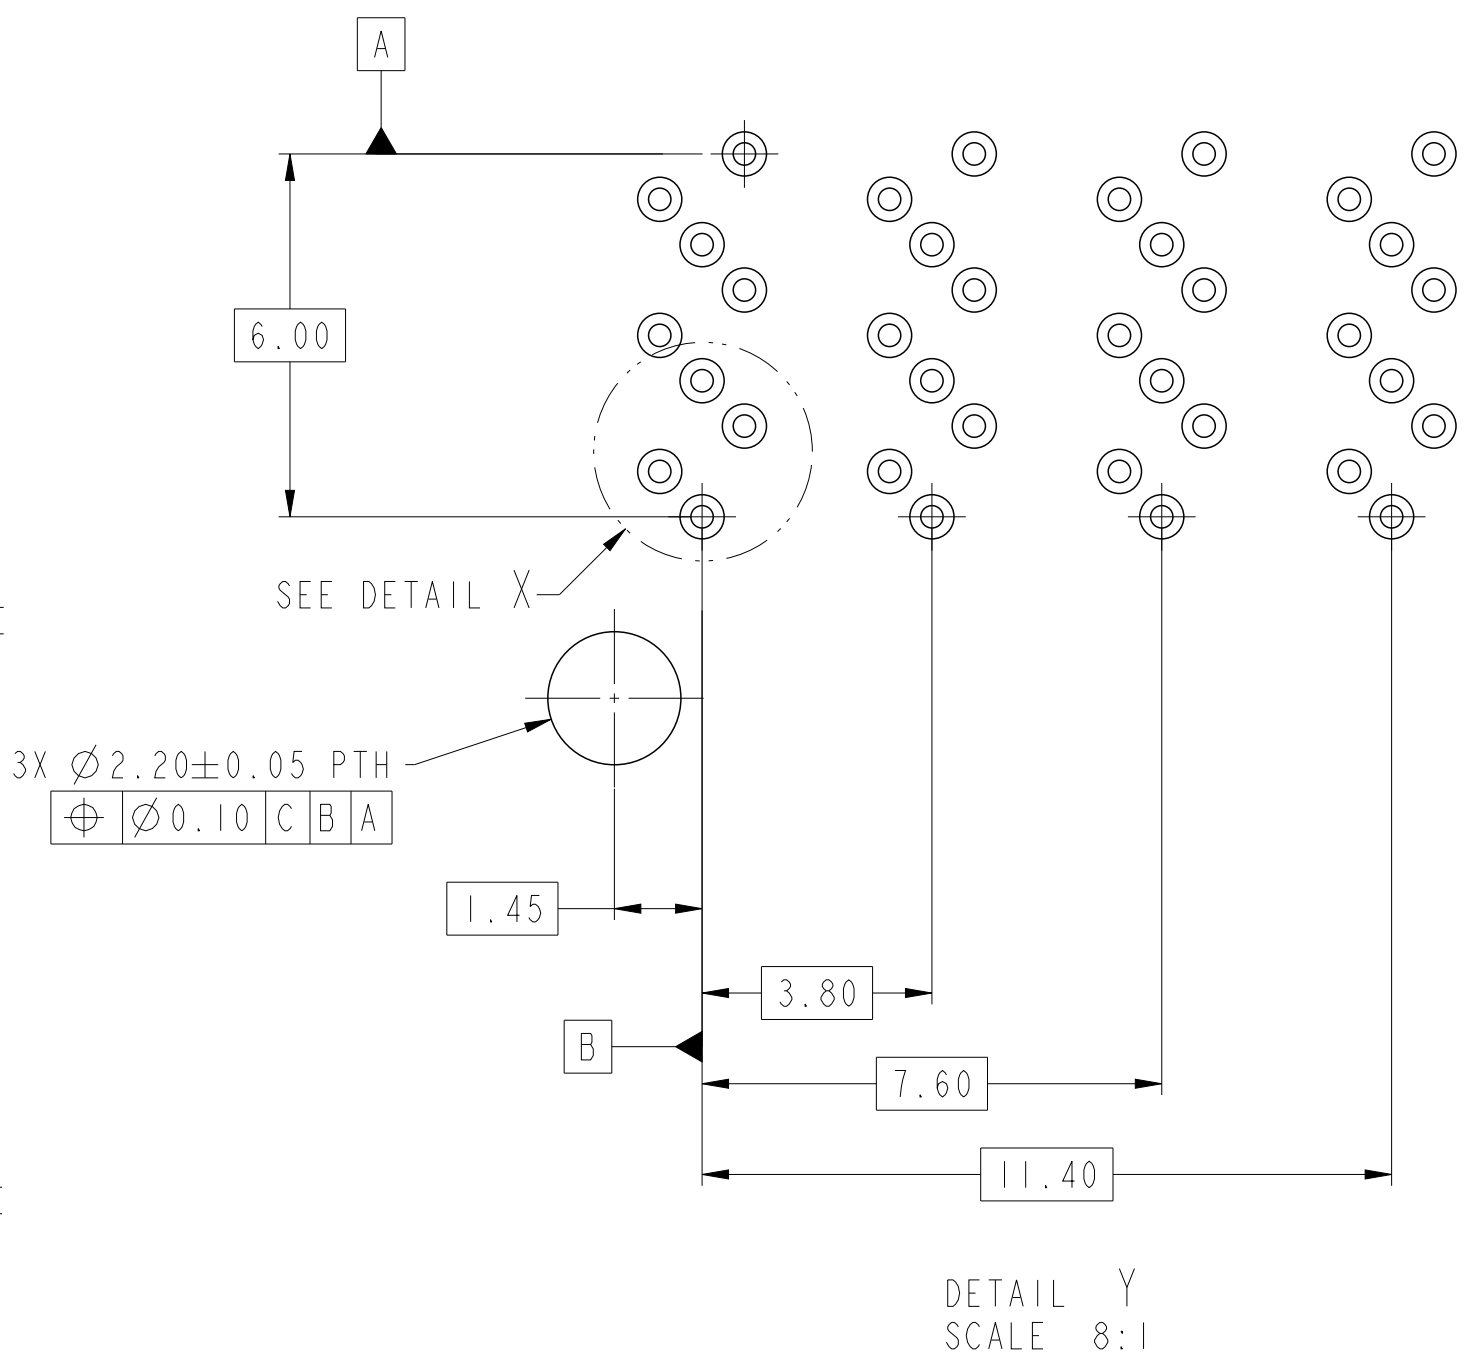 A
6.00
SEE DETAIL X
3X Ø2.20±0.05 PTH
⌖ Ø0.10 C B A
1.45
3.80
B
7.60
11.40
DETAIL Y
SCALE 8:1